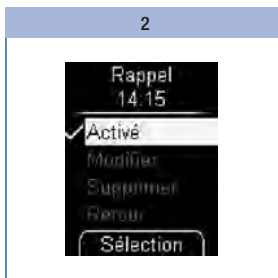 2
Rappel
14:15
Activé
Modifier
Supprimer
Retour
Sélection